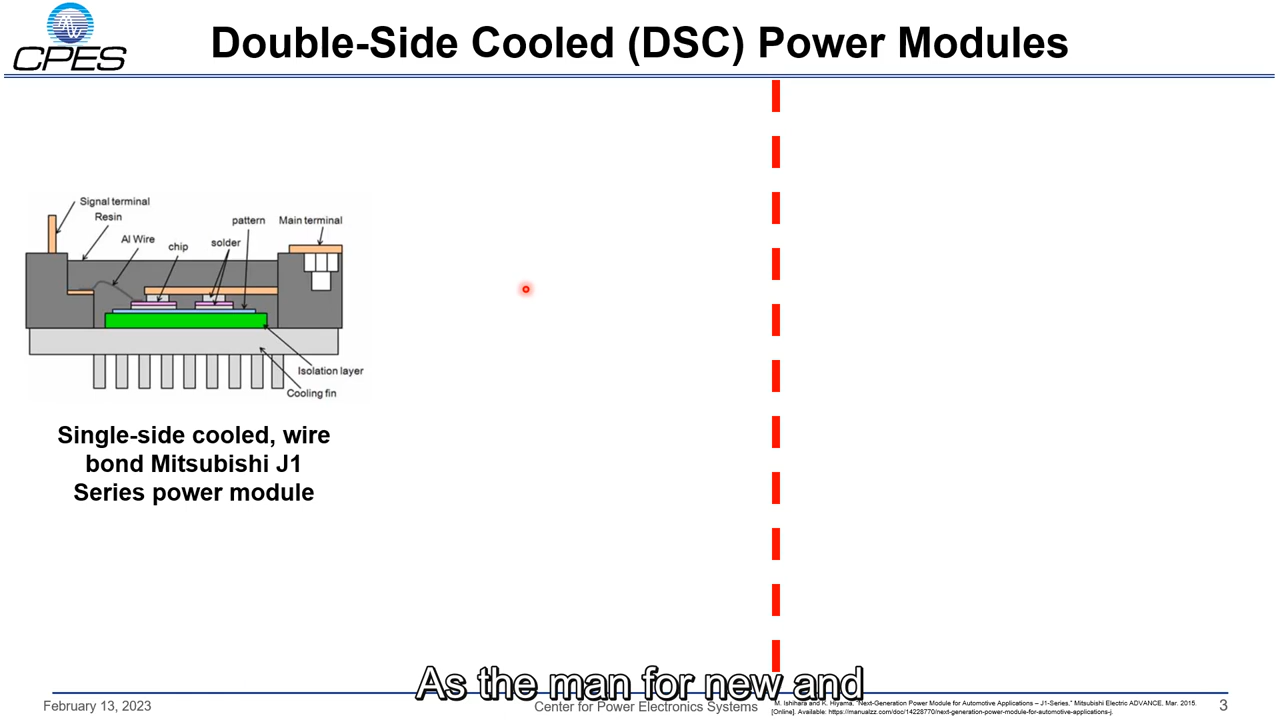 CPES
Double-Side Cooled (DSC) Power Modules
Signal terminal
Resin
Al Wire
chip
solder
pattern
Main terminal
Isolation layer
Cooling fin
Single-side cooled, wire
bond Mitsubishi J1
Series power module
As the man for new and
February 13, 2023
Center for Power Electronics Systems
M. Ishihara and K. Hiyama, "Next-Generation Power Module for Automotive Applications – J1-Series," Mitsubishi Electric ADVANCE, Mar. 2015.
[Online]. Available: https://manualzz.com/doc/14228770/next-generation-power-module-for-automotive-applications-j.
3